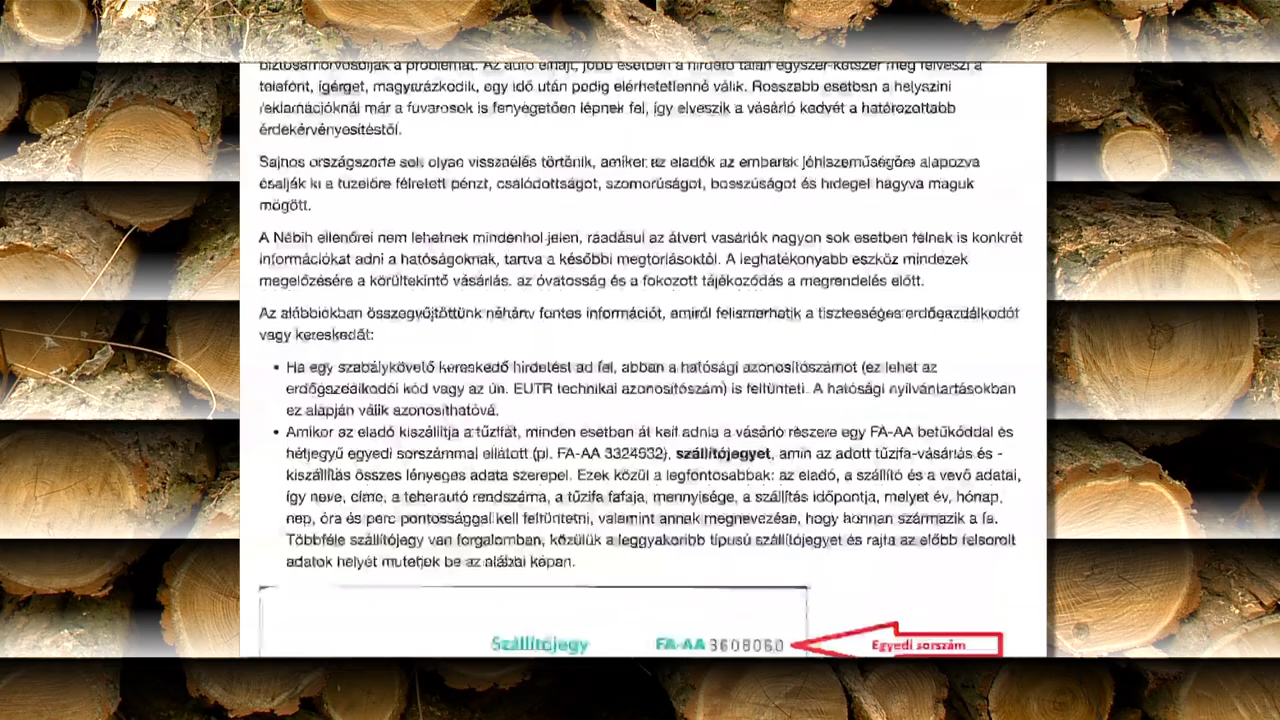 biztosan orvosolják a problémát. Az autó elhajt, jobb esetben a hirdető talán egyszer-kétszer még felveszi a
telefont, ígérget, magyarázkodik, egy idő után pedig elérhetetlenné válik. Rosszabb esetben a helyszíni
reklamációknál már a fuvarosok is fenyegetően lépnek fel, így elveszik a vásárló kedvét a határozottabb
érdekérvényesítéstől.
Sajnos országszerte sok olyan visszaélés történik, amikor az eladók az emberek jóhiszeműségére alapozva
csalják ki a tüzelőre félretett pénzt, csalódottságot, szomorúságot, bosszúságot és hideget hagyva maguk
mögött.
A Nébih ellenőrei nem lehetnek mindenhol jelen, ráadásul az átvert vásárlók nagyon sok esetben félnek is konkrét
információkat adni a hatóságoknak, tartva a későbbi megtorlásoktól. A leghatékonyabb eszköz mindezek
megelőzésére a körültekintő vásárlás, az óvatosság és a fokozott tájékozódás a megrendelés előtt.
Az alábbiakban összegyűjtöttünk néhány fontos információt, amiről felismerhetik a tisztességes erdőgazdálkodót
vagy kereskedőt:
• Ha egy szabálykövető kereskedő hirdetést ad fel, abban a hatósági azonosítószámot (ez lehet az
erdőgazdálkodói kód vagy az ún. EUTR technikai azonosítószám) is feltünteti. A hatósági nyilvántartásokban
ez alapján válik azonosíthatóvá.
• Amikor az eladó kiszállítja a tűzifát, minden esetben át kell adnia a vásárló részére egy FA-AA betűkóddal és
hétjegyű egyedi sorszámmal ellátott (pl. FA-AA 3324532), szállítójegyet, amin az adott tűzifa-vásárlás és -
kiszállítás összes lényeges adata szerepel. Ezek közül a legfontosabbak: az eladó, a szállító és a vevő adatai,
így neve, címe, a teherautó rendszáma, a tűzifa fafaja, mennyisége, a szállítás időpontja, melyet év, hónap,
nap, óra és perc pontossággal kell feltüntetni, valamint annak megnevezése, hogy honnan származik a fa.
Többféle szállítójegy van forgalomban, közülük a leggyakoribb típusú szállítójegyet és rajta az előbb felsorolt
adatok helyét mutatjuk be az alábbi képen.
Szállítójegy FA-AA 3608060 Egyedi sorszám